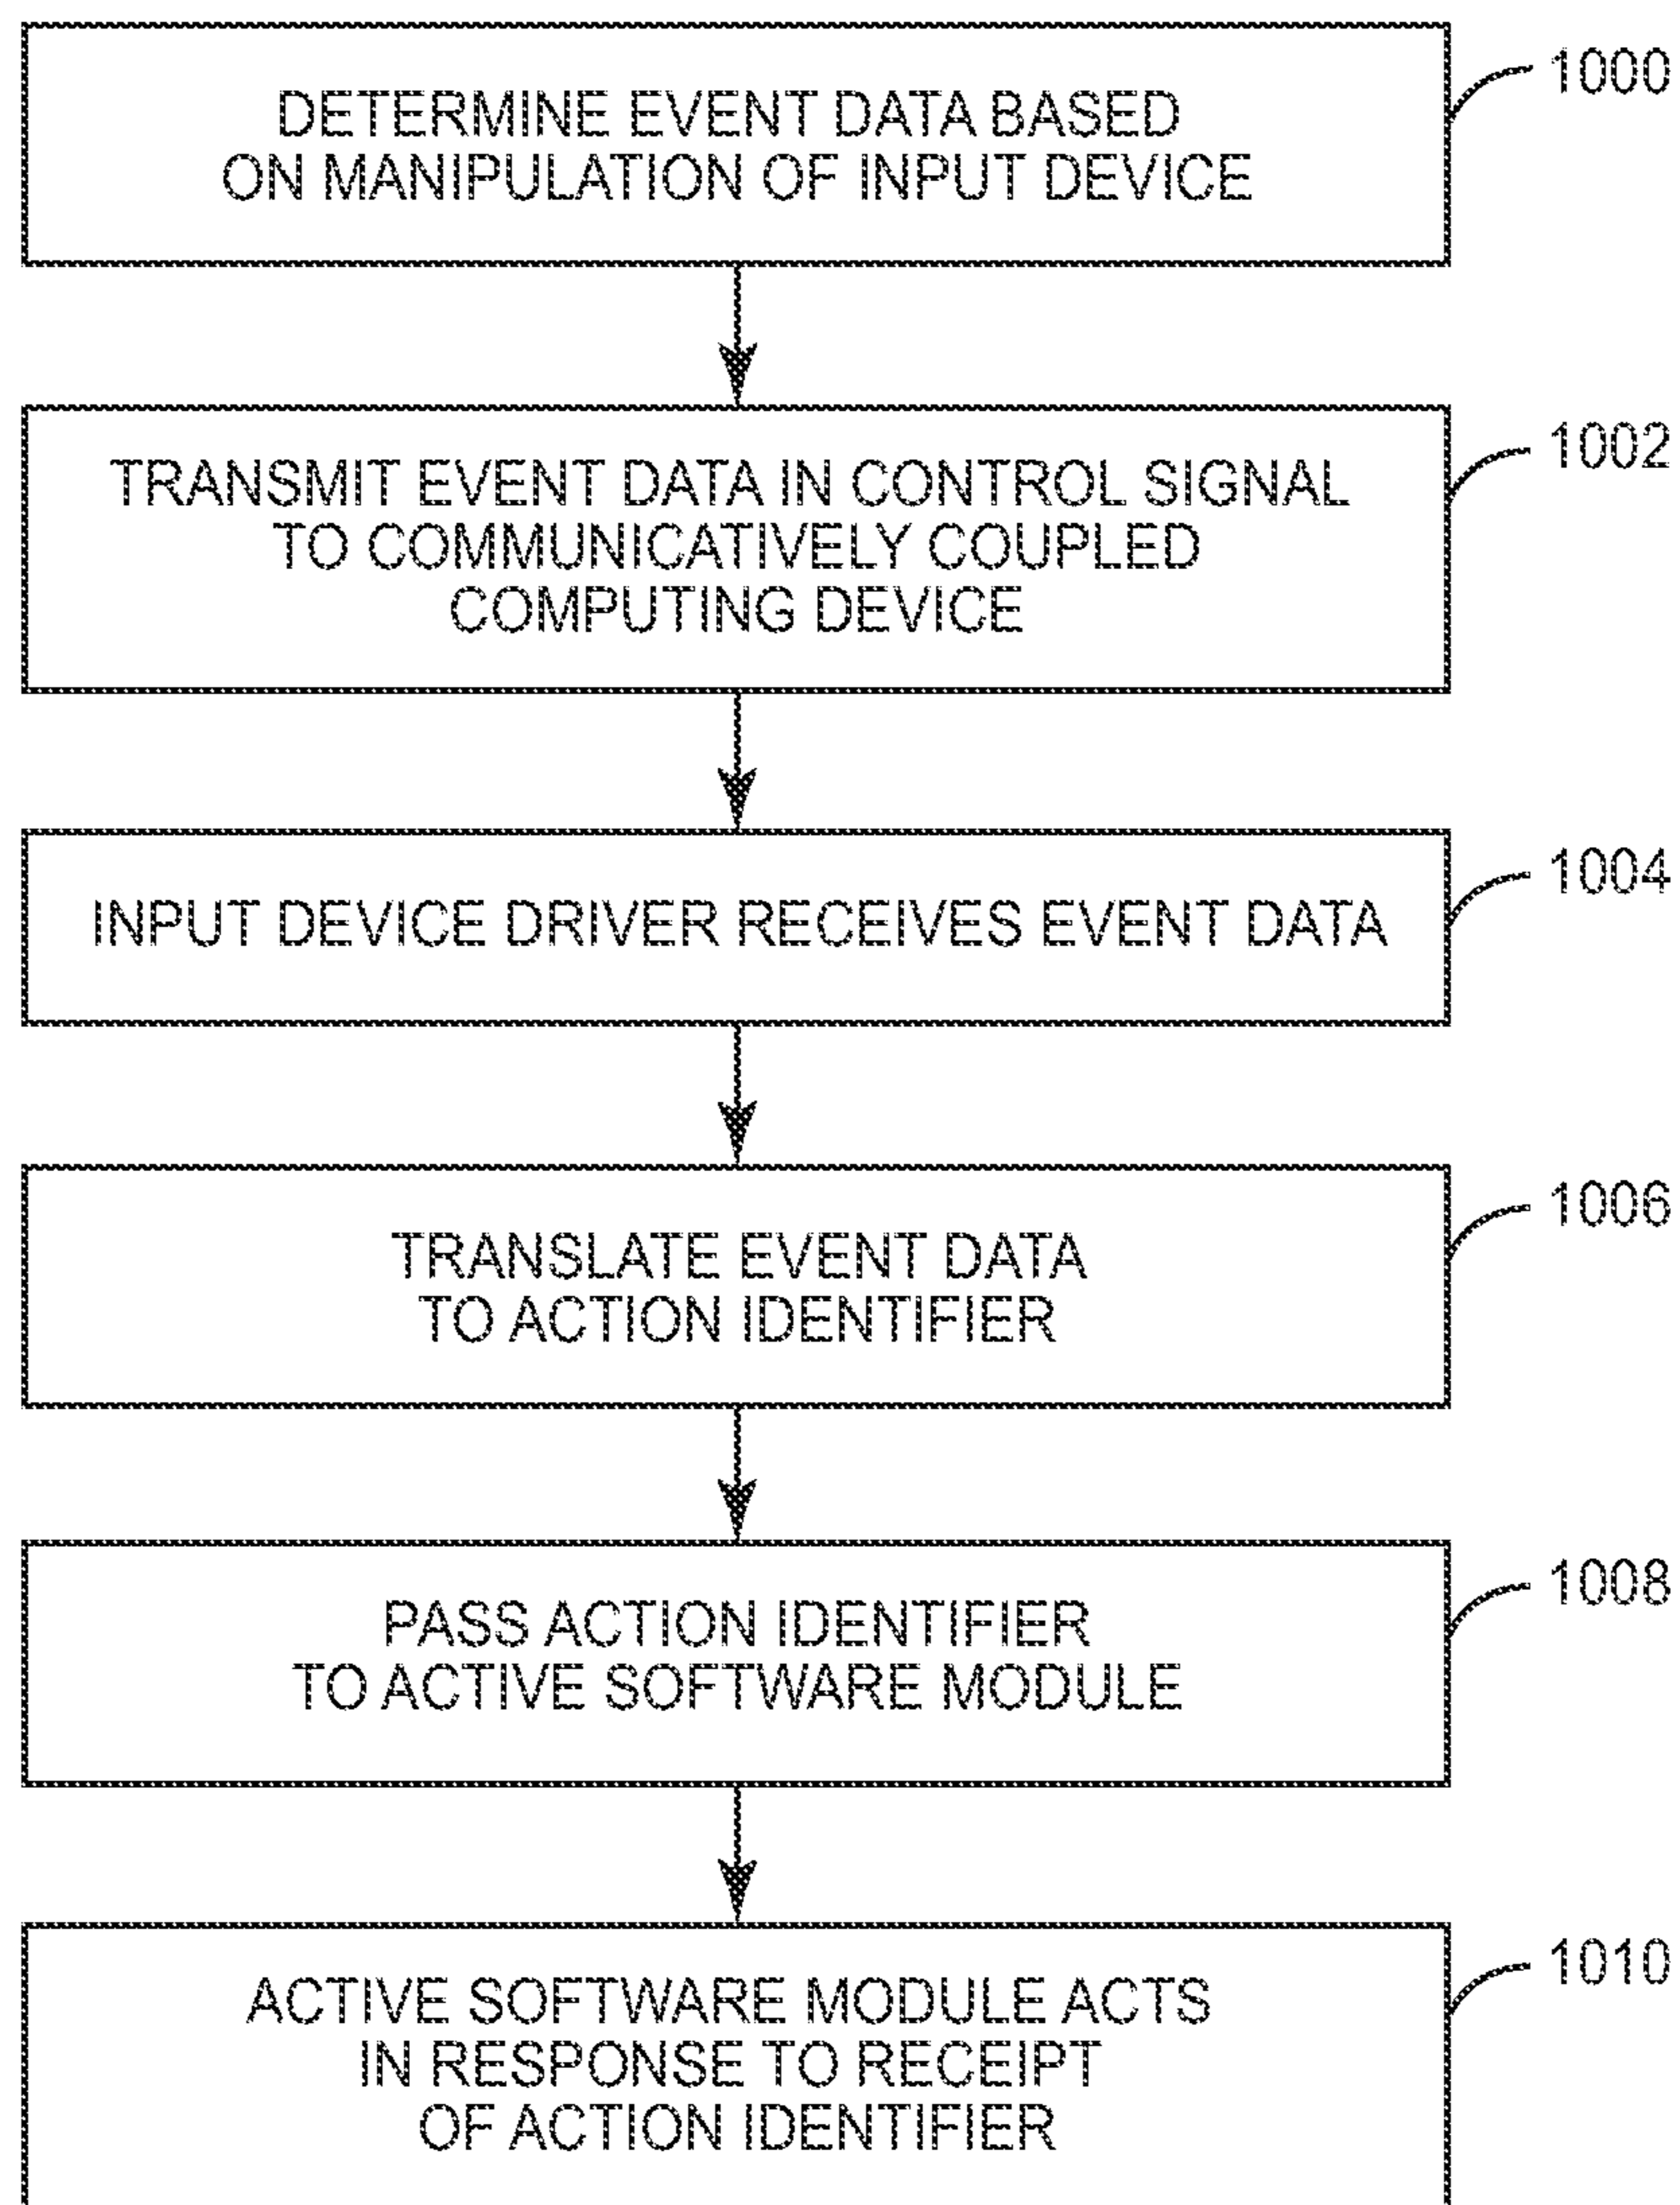 DETERMINE EVENT DATA BASED
ON MANIPULATION OF INPUT DEVICE
1000
TRANSMIT EVENT DATA IN CONTROL SIGNAL
TO COMMUNICATIVELY COUPLED
COMPUTING DEVICE
1002
INPUT DEVICE DRIVER RECEIVES EVENT DATA
1004
TRANSLATE EVENT DATA
TO ACTION IDENTIFIER
1006
PASS ACTION IDENTIFIER
TO ACTIVE SOFTWARE MODULE
1008
ACTIVE SOFTWARE MODULE ACTS
IN RESPONSE TO RECEIPT
OF ACTION IDENTIFIER
1010